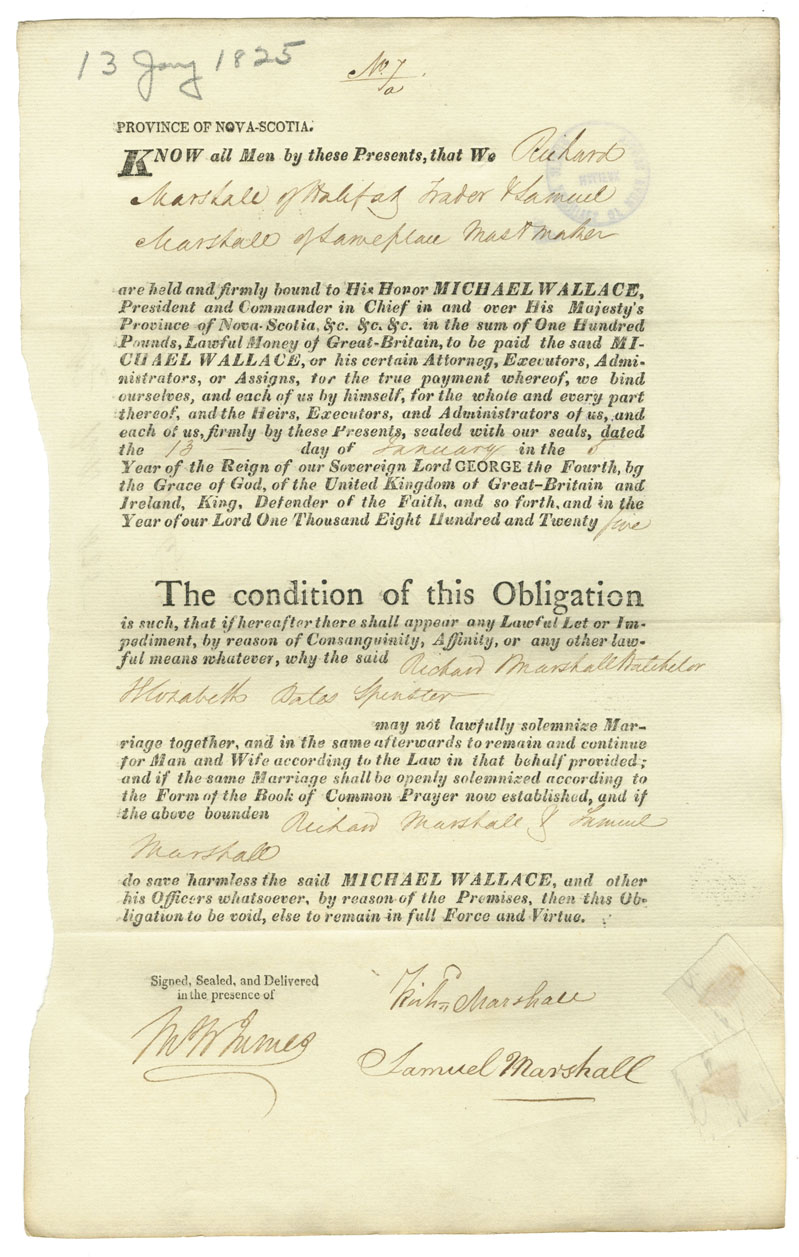 13 Jany 1825
No. 7
PROVINCE OF NOVA-SCOTIA.
KNOW all Men by these Presents, that We Richard
Marshall of Halifax Trader & Samuel
Marshall of Same place Mast maker
are held and firmly bound to His Honor MICHAEL WALLACE,
President and Commander in Chief in and over His Majesty's
Province of Nova-Scotia, &c. &c. &c. in the sum of One Hundred
Pounds, Lawful Money of Great-Britain, to be paid the said MI-
CHAEL WALLACE, or his certain Attorney, Executors, Admi-
nistrators, or Assigns, for the true payment whereof, we bind
ourselves, and each of us by himself, for the whole and every part
thereof, and the Heirs, Executors, and Administrators of us, and
each of us, firmly by these Presents, sealed with our seals, dated
the 13 day of January in the
Year of the Reign of our Sovereign Lord GEORGE the Fourth, by
the Grace of God, of the United Kingdom of Great-Britain and
Ireland, King, Defender of the Faith, and so forth, and in the
Year of our Lord One Thousand Eight Hundred and Twenty five
The condition of this Obligation
is such, that if hereafter there shall appear any Lawful Let or Im-
pediment, by reason of Consanguinity, Affinity, or any other law-
ful means whatever, why the said Richard Marshall Batchelor
& Elizabeth Spinster
may not lawfully solemnize Mar-
riage together, and in the same afterwards to remain and continue
for Man and Wife according to the Law in that behalf provided;
and if the same Marriage shall be openly solemnized according to
the Form of the Book of Common Prayer now established, and if
the above bounden Richard Marshall & Samuel
Marshall
do save harmless the said MICHAEL WALLACE, and other
his Officers whatsoever, by reason of the Premises, then this Ob-
ligation to be void, else to remain in full Force and Virtue.
Signed, Sealed, and Delivered
in the presence of
Marshall
Samuel Marshall